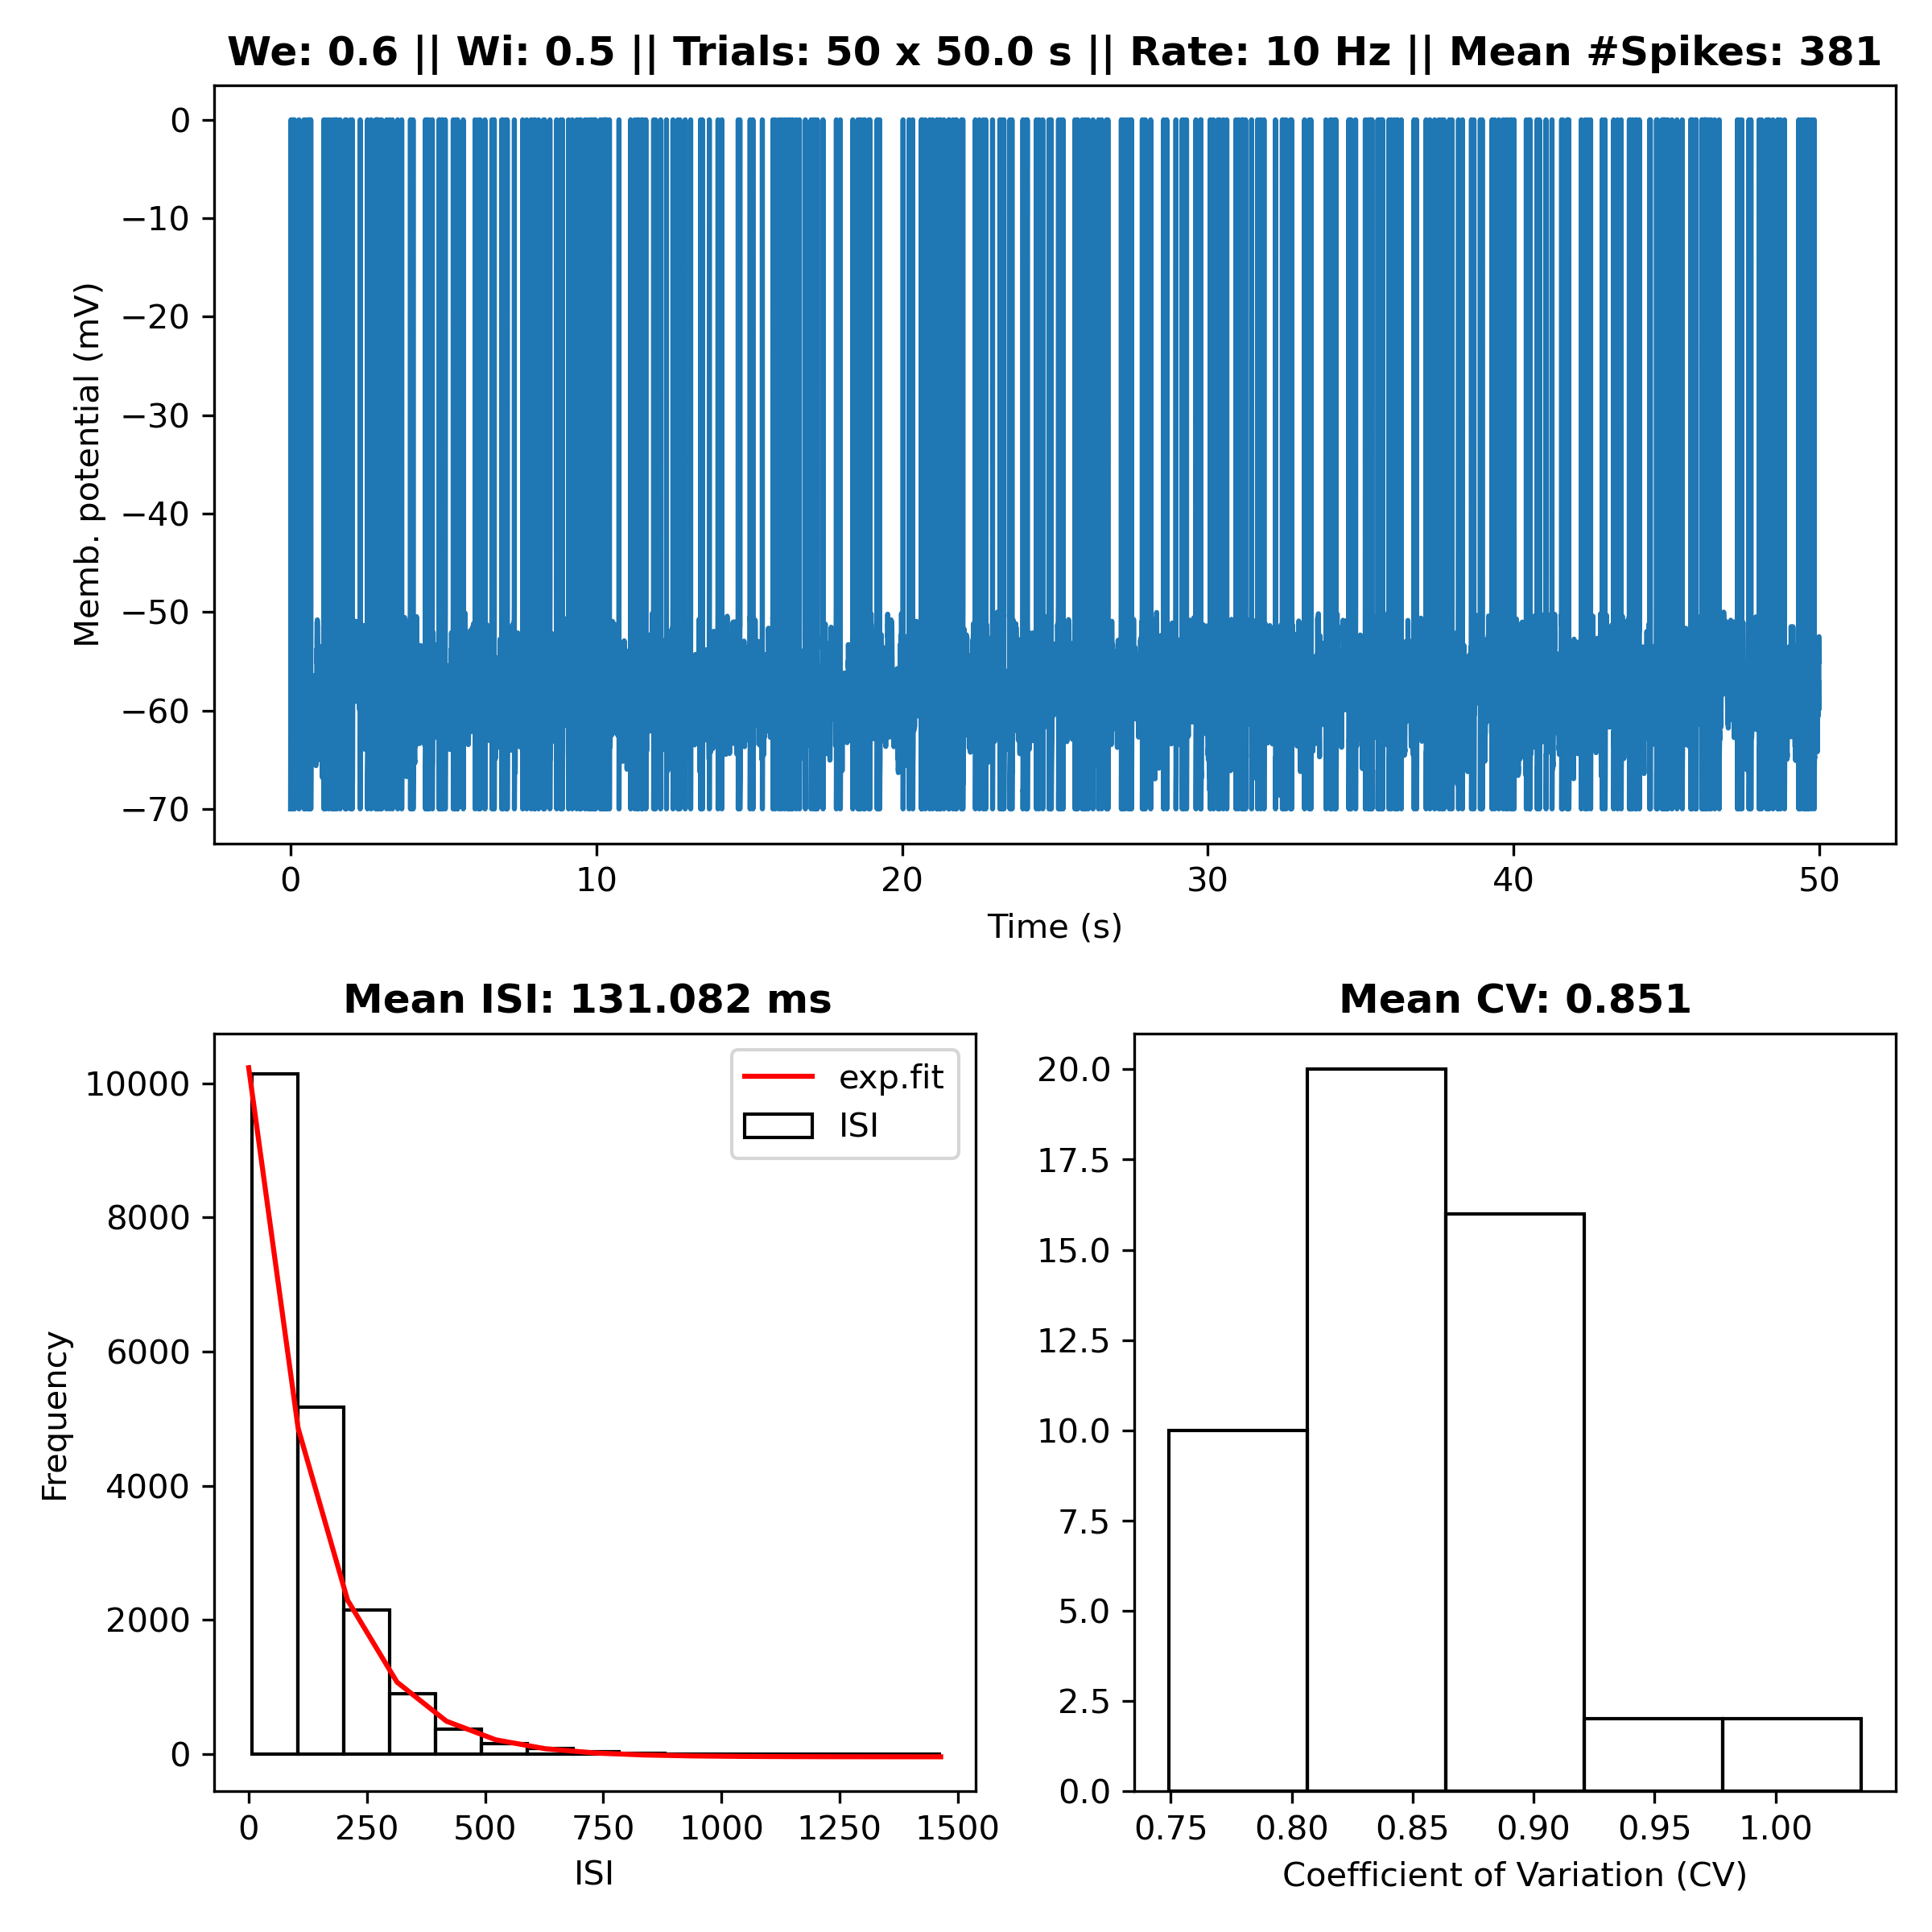 We: 0.6 || Wi: 0.5 || Trials: 50 x 50.0 s || Rate: 10 Hz || Mean #Spikes: 381
0
−10
−20
−30
−40
−50
−60
−70
Memb. potential (mV)
0 10 20 30 40 50
Time (s)
Mean ISI: 131.082 ms
exp.fit
ISI
10000
8000
6000
4000
2000
0
Frequency
0 250 500 750 1000 1250 1500
ISI
Mean CV: 0.851
20.0
17.5
15.0
12.5
10.0
7.5
5.0
2.5
0.0
0.75 0.80 0.85 0.90 0.95 1.00
Coefficient of Variation (CV)